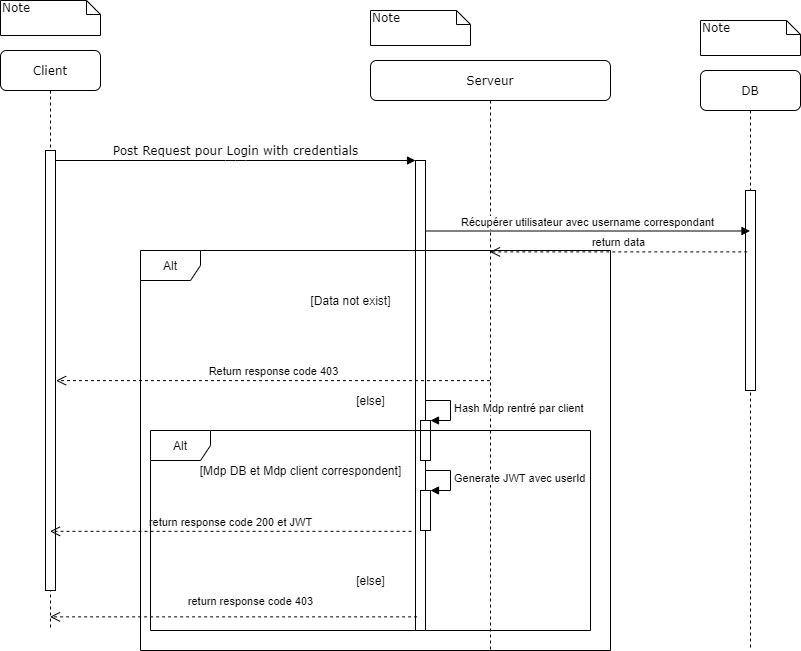 Note
Note
Note
Client
Serveur
DB
Post Request pour Login with credentials
Récupérer utilisateur avec username correspondant
return data
Alt
[Data not exist]
Return response code 403
[else]
Hash Mdp rentré par client
Alt
[Mdp DB et Mdp client correspondent]
Generate JWT avec userId
return response code 200 et JWT
[else]
return response code 403